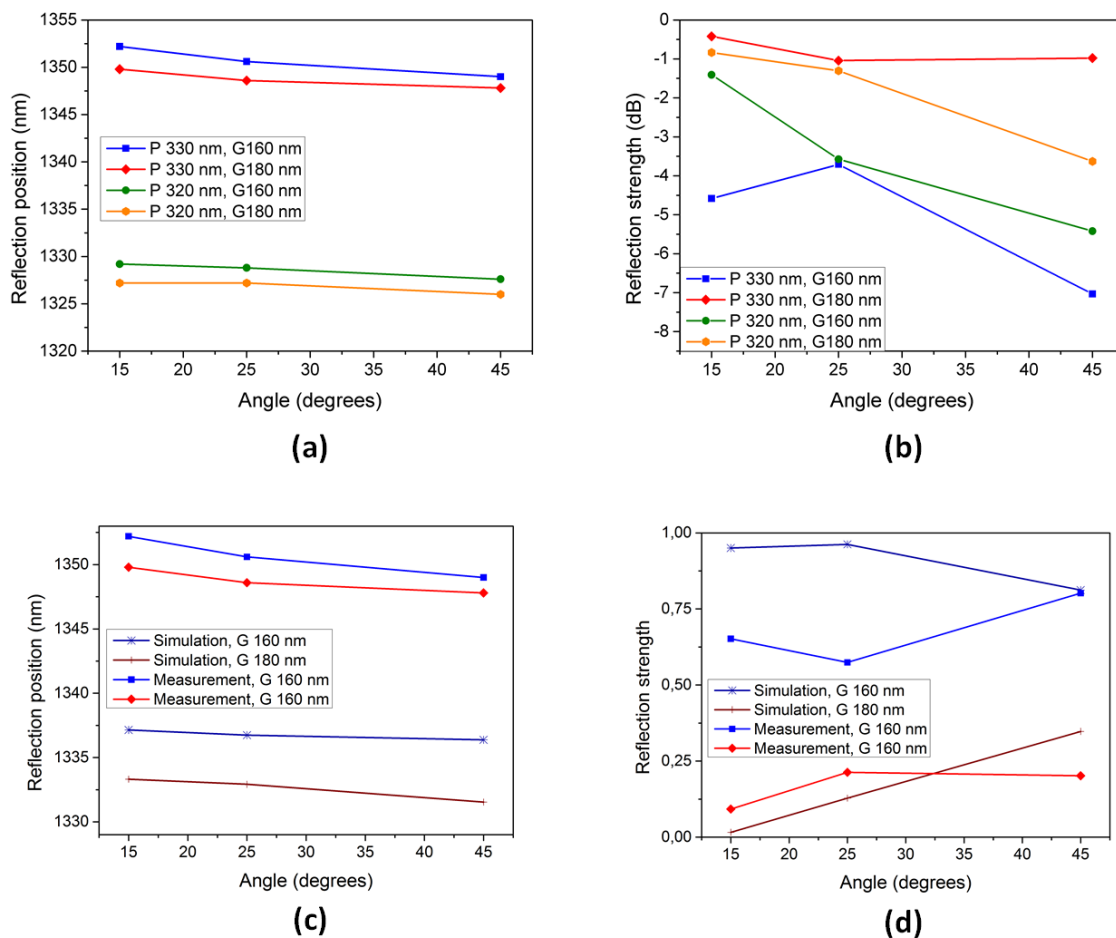 1355
1350
1345
1340
1335
1330
1325
1320
Reflection position (nm)
P 330 nm, G160 nm
P 330 nm, G180 nm
P 320 nm, G160 nm
P 320 nm, G180 nm
15 20 25 30 35 40 45
Angle (degrees)
(a)
0
-1
-2
-3
-4
-5
-6
-7
-8
Reflection strength (dB)
P 330 nm, G160 nm
P 330 nm, G180 nm
P 320 nm, G160 nm
P 320 nm, G180 nm
15 20 25 30 35 40 45
Angle (degrees)
(b)
1350
1345
1340
1335
1330
Reflection position (nm)
Simulation, G 160 nm
Simulation, G 180 nm
Measurement, G 160 nm
Measurement, G 160 nm
15 20 25 30 35 40 45
Angle (degrees)
(c)
1,00
0,75
0,50
0,25
0,00
Reflection strength
Simulation, G 160 nm
Simulation, G 180 nm
Measurement, G 160 nm
Measurement, G 160 nm
15 20 25 30 35 40 45
Angle (degrees)
(d)